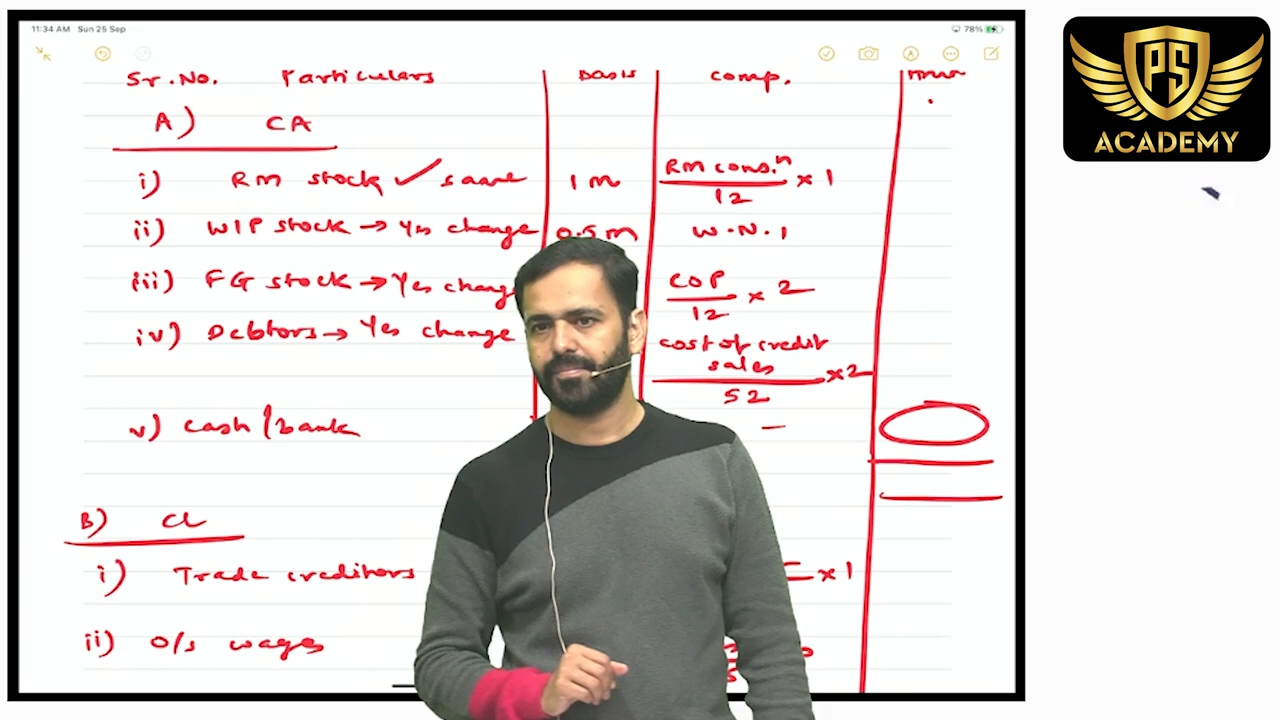 11:34 AM Sun 25 Sep
78%
Sr.No. Particulars Basis comp.
A) CA
i) RM stock ✓ same 1 m RM cons.ⁿ / 12 × 1
ii) WIP stock → Yes change 0.5 m W.N.1
iii) FG stock → Yes change COP / 12 × 2
iv) Debtors → Yes change cost of credit
sales / 52 × 2
v) cash/bank —
B) CL
i) Trade creditors × 1
ii) O/s wages
PS
ACADEMY